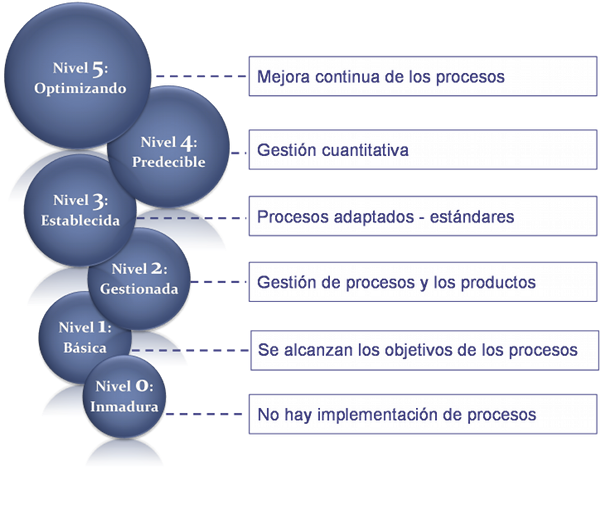 Nivel 5:
Optimizando
Mejora continua de los procesos
Nivel 4:
Predecible
Gestión cuantitativa
Nivel 3:
Establecida
Procesos adaptados - estándares
Nivel 2:
Gestionada
Gestión de procesos y los productos
Nivel 1:
Básica
Se alcanzan los objetivos de los procesos
Nivel 0:
Inmadura
No hay implementación de procesos